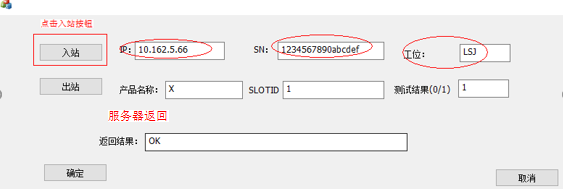 点击入站按钮
入站 IP: 10.162.5.66 SN: 1234567890abcdef 工位: LSJ
出站 产品名称: X SLOTID 1 测试结果(0/1) 1
服务器返回
返回结果: OK
确定 取消